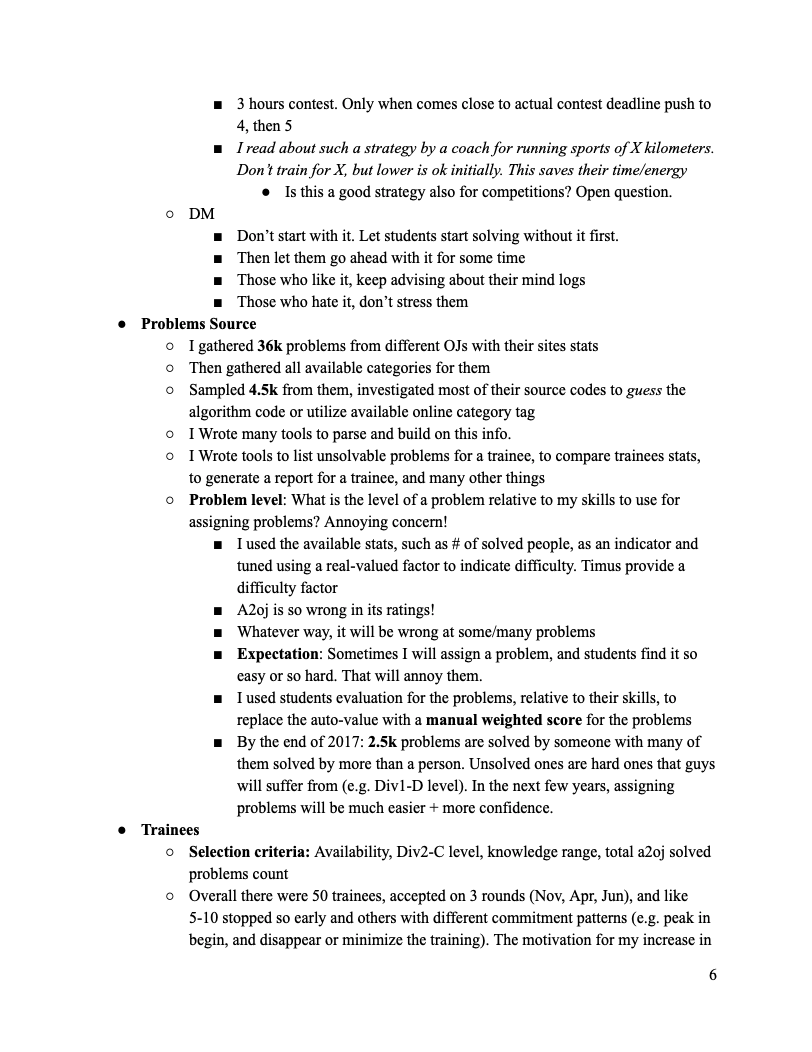 ■ 3 hours contest. Only when comes close to actual contest deadline push to
4, then 5
■ I read about such a strategy by a coach for running sports of X kilometers.
Don’t train for X, but lower is ok initially. This saves their time/energy
● Is this a good strategy also for competitions? Open question.
○ DM
■ Don’t start with it. Let students start solving without it first.
■ Then let them go ahead with it for some time
■ Those who like it, keep advising about their mind logs
■ Those who hate it, don’t stress them
● Problems Source
○ I gathered 36k problems from different OJs with their sites stats
○ Then gathered all available categories for them
○ Sampled 4.5k from them, investigated most of their source codes to guess the
algorithm code or utilize available online category tag
○ I Wrote many tools to parse and build on this info.
○ I Wrote tools to list unsolvable problems for a trainee, to compare trainees stats,
to generate a report for a trainee, and many other things
○ Problem level: What is the level of a problem relative to my skills to use for
assigning problems? Annoying concern!
■ I used the available stats, such as # of solved people, as an indicator and
tuned using a real-valued factor to indicate difficulty. Timus provide a
difficulty factor
■ A2oj is so wrong in its ratings!
■ Whatever way, it will be wrong at some/many problems
■ Expectation: Sometimes I will assign a problem, and students find it so
easy or so hard. That will annoy them.
■ I used students evaluation for the problems, relative to their skills, to
replace the auto-value with a manual weighted score for the problems
■ By the end of 2017: 2.5k problems are solved by someone with many of
them solved by more than a person. Unsolved ones are hard ones that guys
will suffer from (e.g. Div1-D level). In the next few years, assigning
problems will be much easier + more confidence.
● Trainees
○ Selection criteria: Availability, Div2-C level, knowledge range, total a2oj solved
problems count
○ Overall there were 50 trainees, accepted on 3 rounds (Nov, Apr, Jun), and like
5-10 stopped so early and others with different commitment patterns (e.g. peak in
begin, and disappear or minimize the training). The motivation for my increase in
6